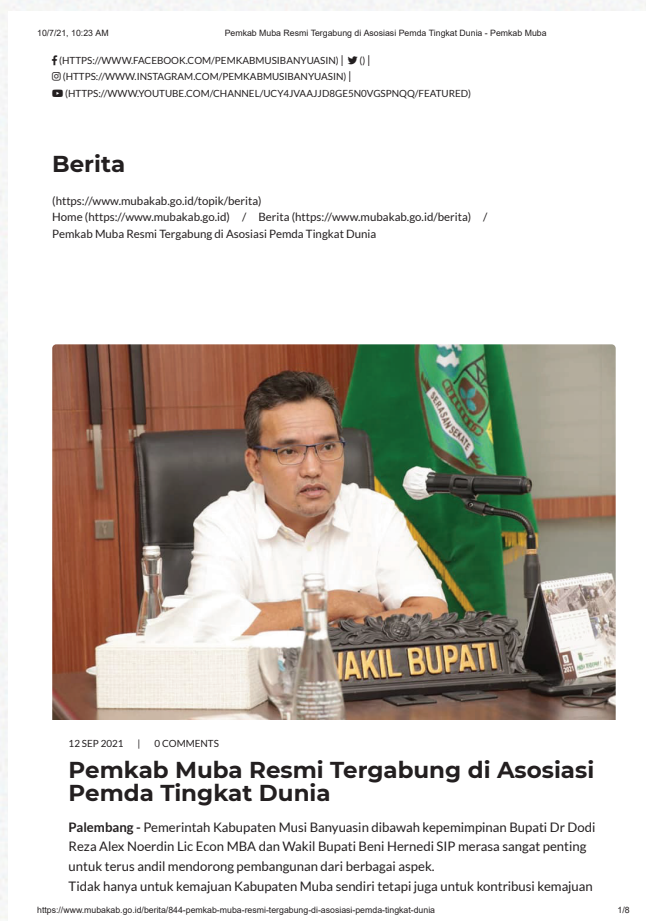 10/7/21, 10:23 AM Pemkab Muba Resmi Tergabung di Asosiasi Pemda Tingkat Dunia - Pemkab Muba
(HTTPS://WWW.FACEBOOK.COM/PEMKABMUSIBANYUASIN) | () |
(HTTPS://WWW.INSTAGRAM.COM/PEMKABMUSIBANYUASIN) |
(HTTPS://WWW.YOUTUBE.COM/CHANNEL/UCY4JVAAJJD8GE5N0VGSPNQQ/FEATURED)
Berita
(https://www.mubakab.go.id/topik/berita)
Home (https://www.mubakab.go.id) / Berita (https://www.mubakab.go.id/berita) /
Pemkab Muba Resmi Tergabung di Asosiasi Pemda Tingkat Dunia
SERASAN SEKATE
WAKIL BUPATI
2021
12 SEP 2021 | 0 COMMENTS
Pemkab Muba Resmi Tergabung di Asosiasi
Pemda Tingkat Dunia
Palembang - Pemerintah Kabupaten Musi Banyuasin dibawah kepemimpinan Bupati Dr Dodi
Reza Alex Noerdin Lic Econ MBA dan Wakil Bupati Beni Hernedi SIP merasa sangat penting
untuk terus andil mendorong pembangunan dari berbagai aspek.
Tidak hanya untuk kemajuan Kabupaten Muba sendiri tetapi juga untuk kontribusi kemajuan
https://www.mubakab.go.id/berita/844-pemkab-muba-resmi-tergabung-di-asosiasi-pemda-tingkat-dunia 1/8